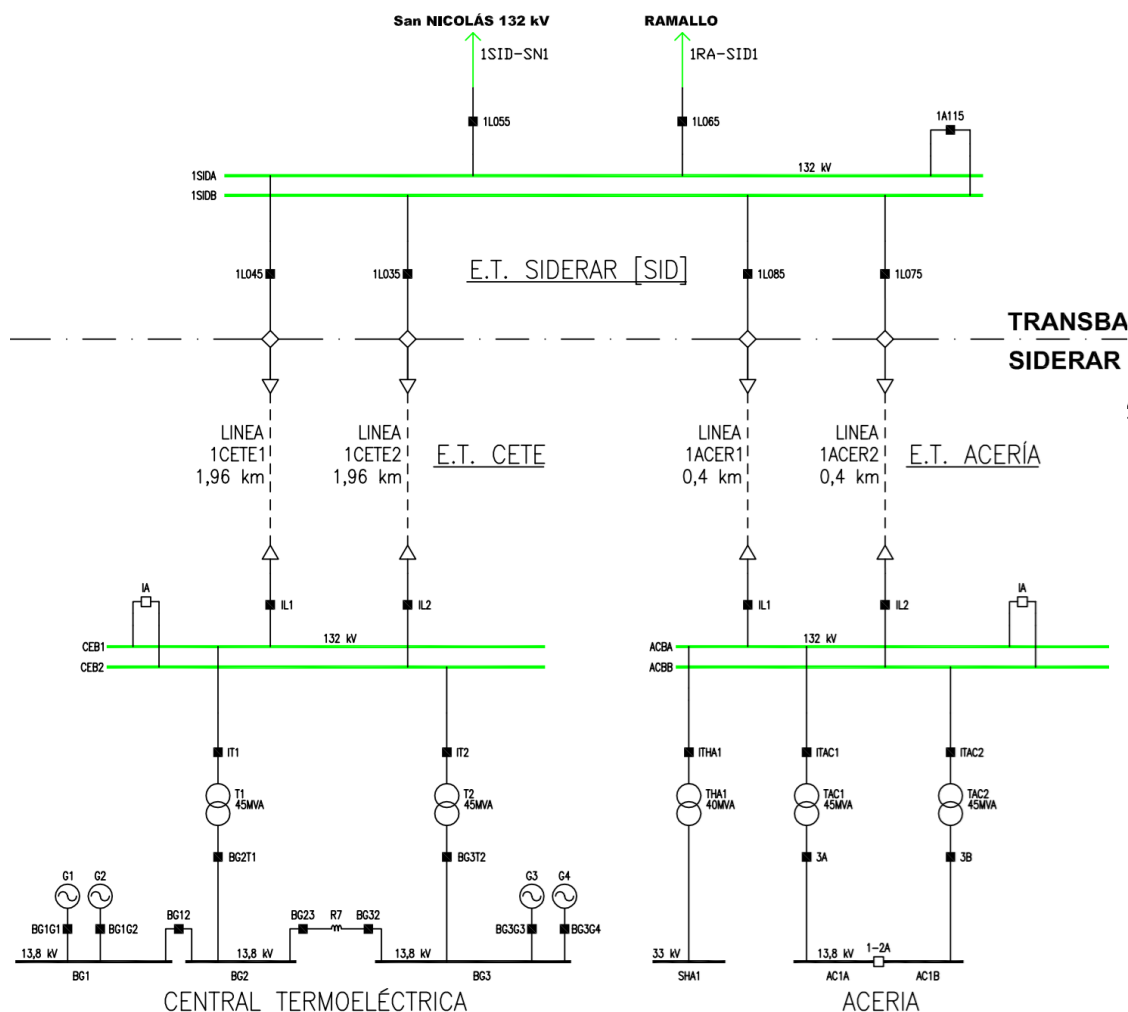 San NICOLÁS 132 kV
RAMALLO
1SID-SN1
1RA-SID1
1L055
1L065
1A115
1SIDA
132 kV
1SIDB
1L045
1L035
E.T. SIDERAR [SID]
1L085
1L075
TRANSBA
SIDERAR
LINEA
1CETE1
1,96 km
LINEA
1CETE2
1,96 km
E.T. CETE
LINEA
1ACER1
0,4 km
LINEA
1ACER2
0,4 km
E.T. ACERÍA
IA
IL1
IL2
IL1
IL2
IA
CEB1
132 kV
CEB2
ACBA
132 kV
ACBB
IT1
IT2
ITHA1
ITAC1
ITAC2
T1
45MVA
T2
45MVA
THA1
40MVA
TAC1
45MVA
TAC2
45MVA
BG2T1
BG3T2
3A
3B
G1
G2
G3
G4
BG1G1
BG1G2
BG12
BG23
R7
BG32
BG3G3
BG3G4
13,8 kV
13,8 kV
13,8 kV
33 kV
13,8 kV
1-2A
BG1
BG2
BG3
SHA1
AC1A
AC1B
CENTRAL TERMOELÉCTRICA
ACERIA